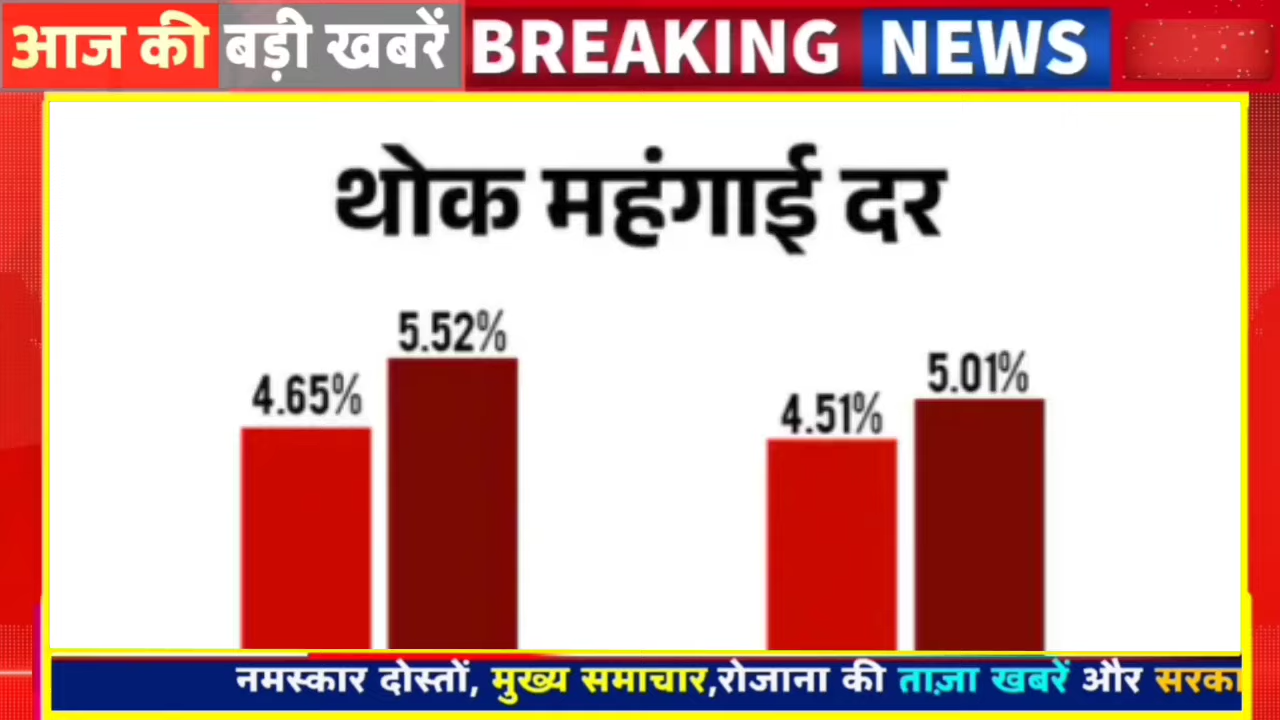 आज की बड़ी खबरें BREAKING NEWS
थोक महंगाई दर
5.52%
4.65%
5.01%
4.51%
नमस्कार दोस्तों, मुख्य समाचार,रोजाना की ताज़ा खबरें और